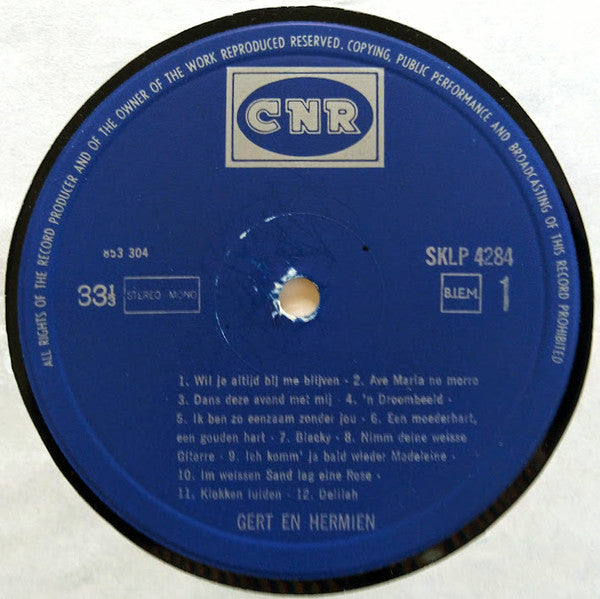 ALL RIGHTS OF THE RECORD PRODUCER AND OF THE OWNER OF THE WORK REPRODUCED RESERVED. COPYING, PUBLIC PERFORMANCE AND BROADCASTING OF THIS RECORD PROHIBITED
CNR
853 304
SKLP 4284
33⅓ STEREO / MONO
B.I.E.M. 1
1. Wil je altijd bij me blijven - 2. Ave Maria no morro
3. Dans deze avond met mij - 4. 'n Droombeeld -
5. Ik ben zo eenzaam zonder jou - 6. Een moederhart,
een gouden hart - 7. Blacky - 8. Nimm deine weisse
Gitarre - 9. Ich komm' ja bald wieder Madeleine -
10. Im weissen Sand lag eine Rose -
11. Klokken luiden - 12. Delilah
GERT EN HERMIEN